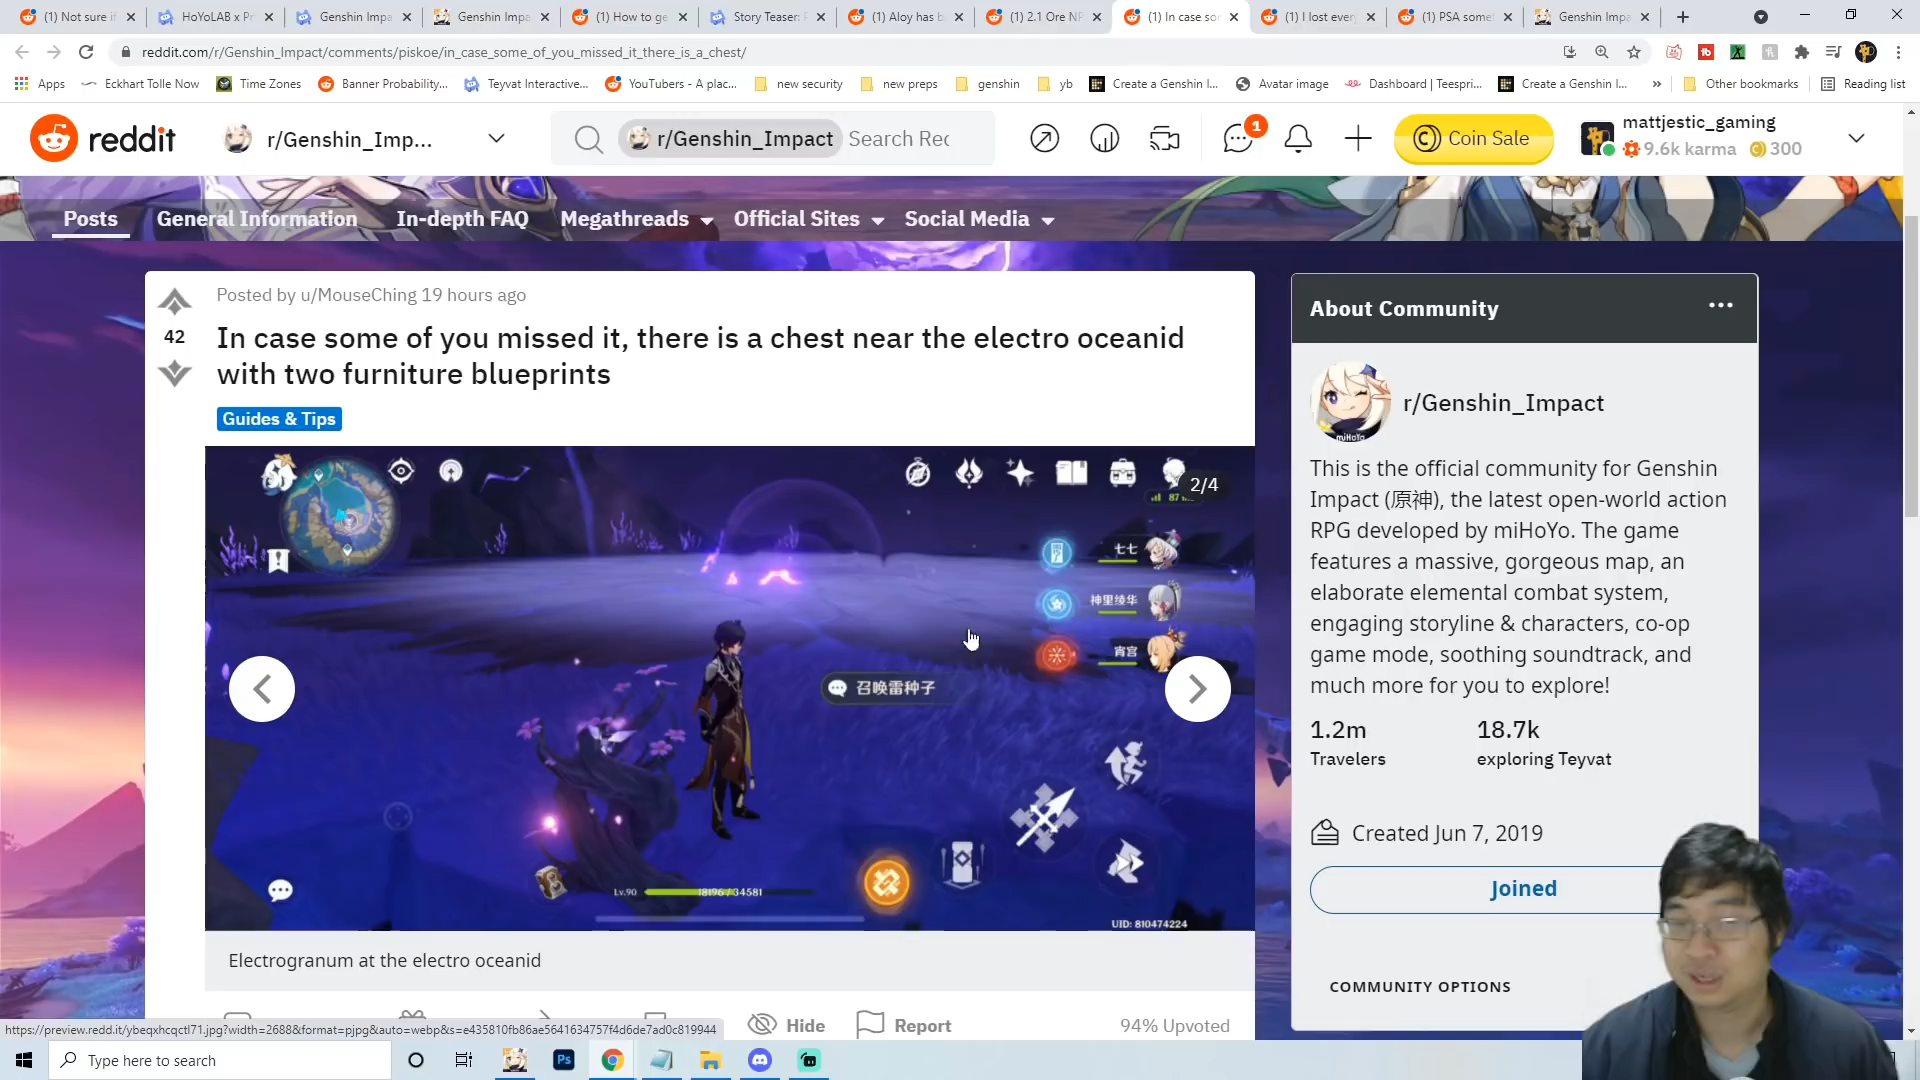 (1) Not sure if
HoYoLAB x Pr
Genshin Impa
Genshin Impa
(1) How to ge
Story Teaser:
(1) Aloy has b
(1) 2.1 Ore NP
(1) In case so
(1) I lost ever
(1) PSA some
Genshin Impa
reddit.com/r/Genshin_Impact/comments/piskoe/in_case_some_of_you_missed_it_there_is_a_chest/
Apps
Eckhart Tolle Now
Time Zones
Banner Probability...
Teyvat Interactive...
YouTubers - A plac...
new security
new preps
genshin
yb
Create a Genshin I...
Avatar image
Dashboard | Teespri...
Create a Genshin I...
»
Other bookmarks
Reading list
reddit
r/Genshin_Imp...
r/Genshin_Impact
Search Rec
1
Coin Sale
mattjestic_gaming
9.6k karma
300
Posts
General Information
In-depth FAQ
Megathreads
Official Sites
Social Media
Posted by u/MouseChing 19 hours ago
42
In case some of you missed it, there is a chest near the electro oceanid
with two furniture blueprints
Guides & Tips
2/4
七七
神里绫华
宵宫
召唤雷种子
Lv.90
18196/34581
UID: 810474224
Electrogranum at the electro oceanid
Hide
Report
94% Upvoted
About Community
r/Genshin_Impact
miHoYo
This is the official community for Genshin
Impact (原神), the latest open-world action
RPG developed by miHoYo. The game
features a massive, gorgeous map, an
elaborate elemental combat system,
engaging storyline & characters, co-op
game mode, soothing soundtrack, and
much more for you to explore!
1.2m
Travelers
18.7k
exploring Teyvat
Created Jun 7, 2019
Joined
COMMUNITY OPTIONS
https://preview.redd.it/ybeqxhcqctl71.jpg?width=2688&format=pjpg&auto=webp&s=e435810fb86ae5641634757f4d6de7ad0c819944
Type here to search
Ps